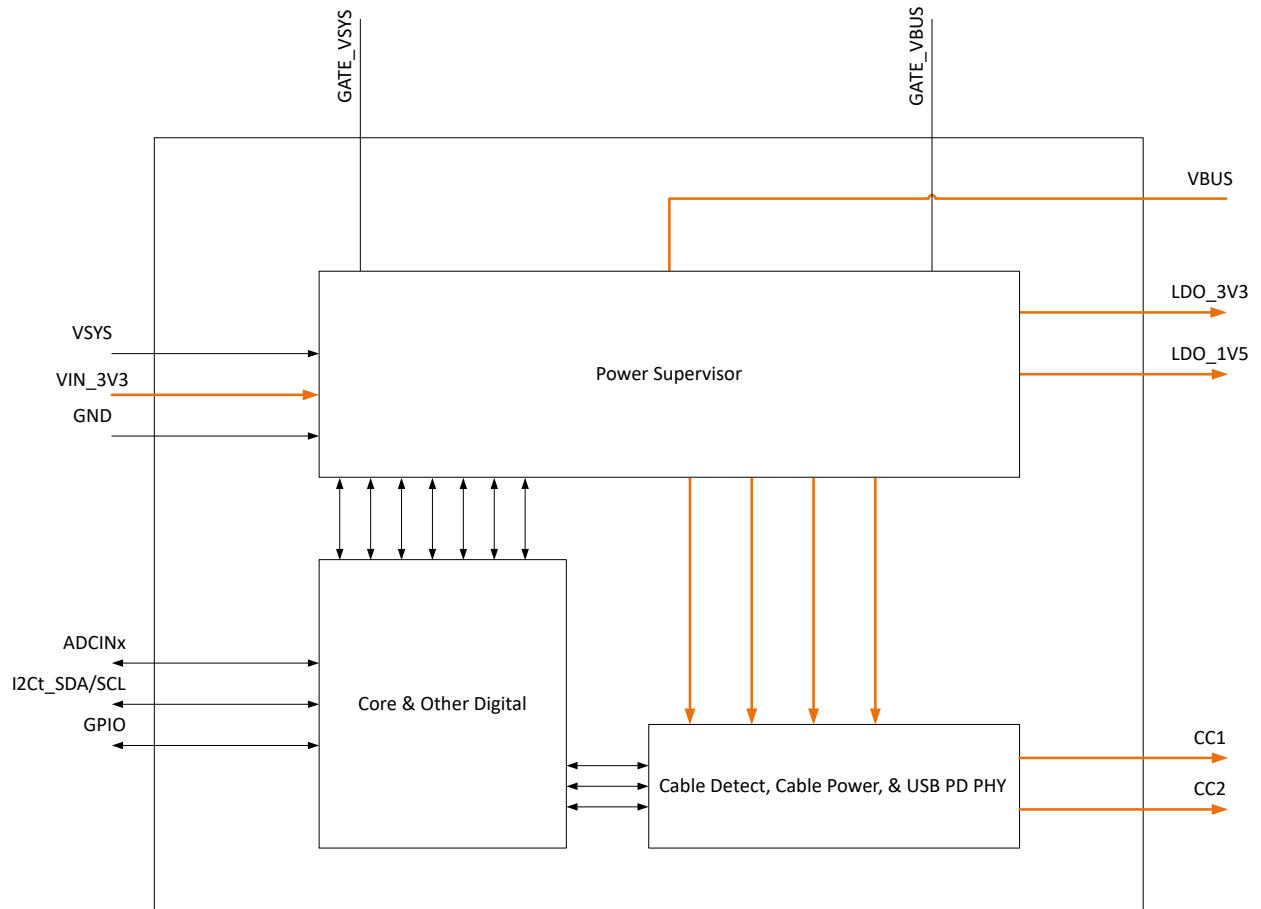 GATE_VSYS
GATE_VBUS
VBUS
LDO_3V3
LDO_1V5
VSYS
VIN_3V3
GND
Power Supervisor
ADCINx
I2Ct_SDA/SCL
GPIO
Core & Other Digital
Cable Detect, Cable Power, & USB PD PHY
CC1
CC2